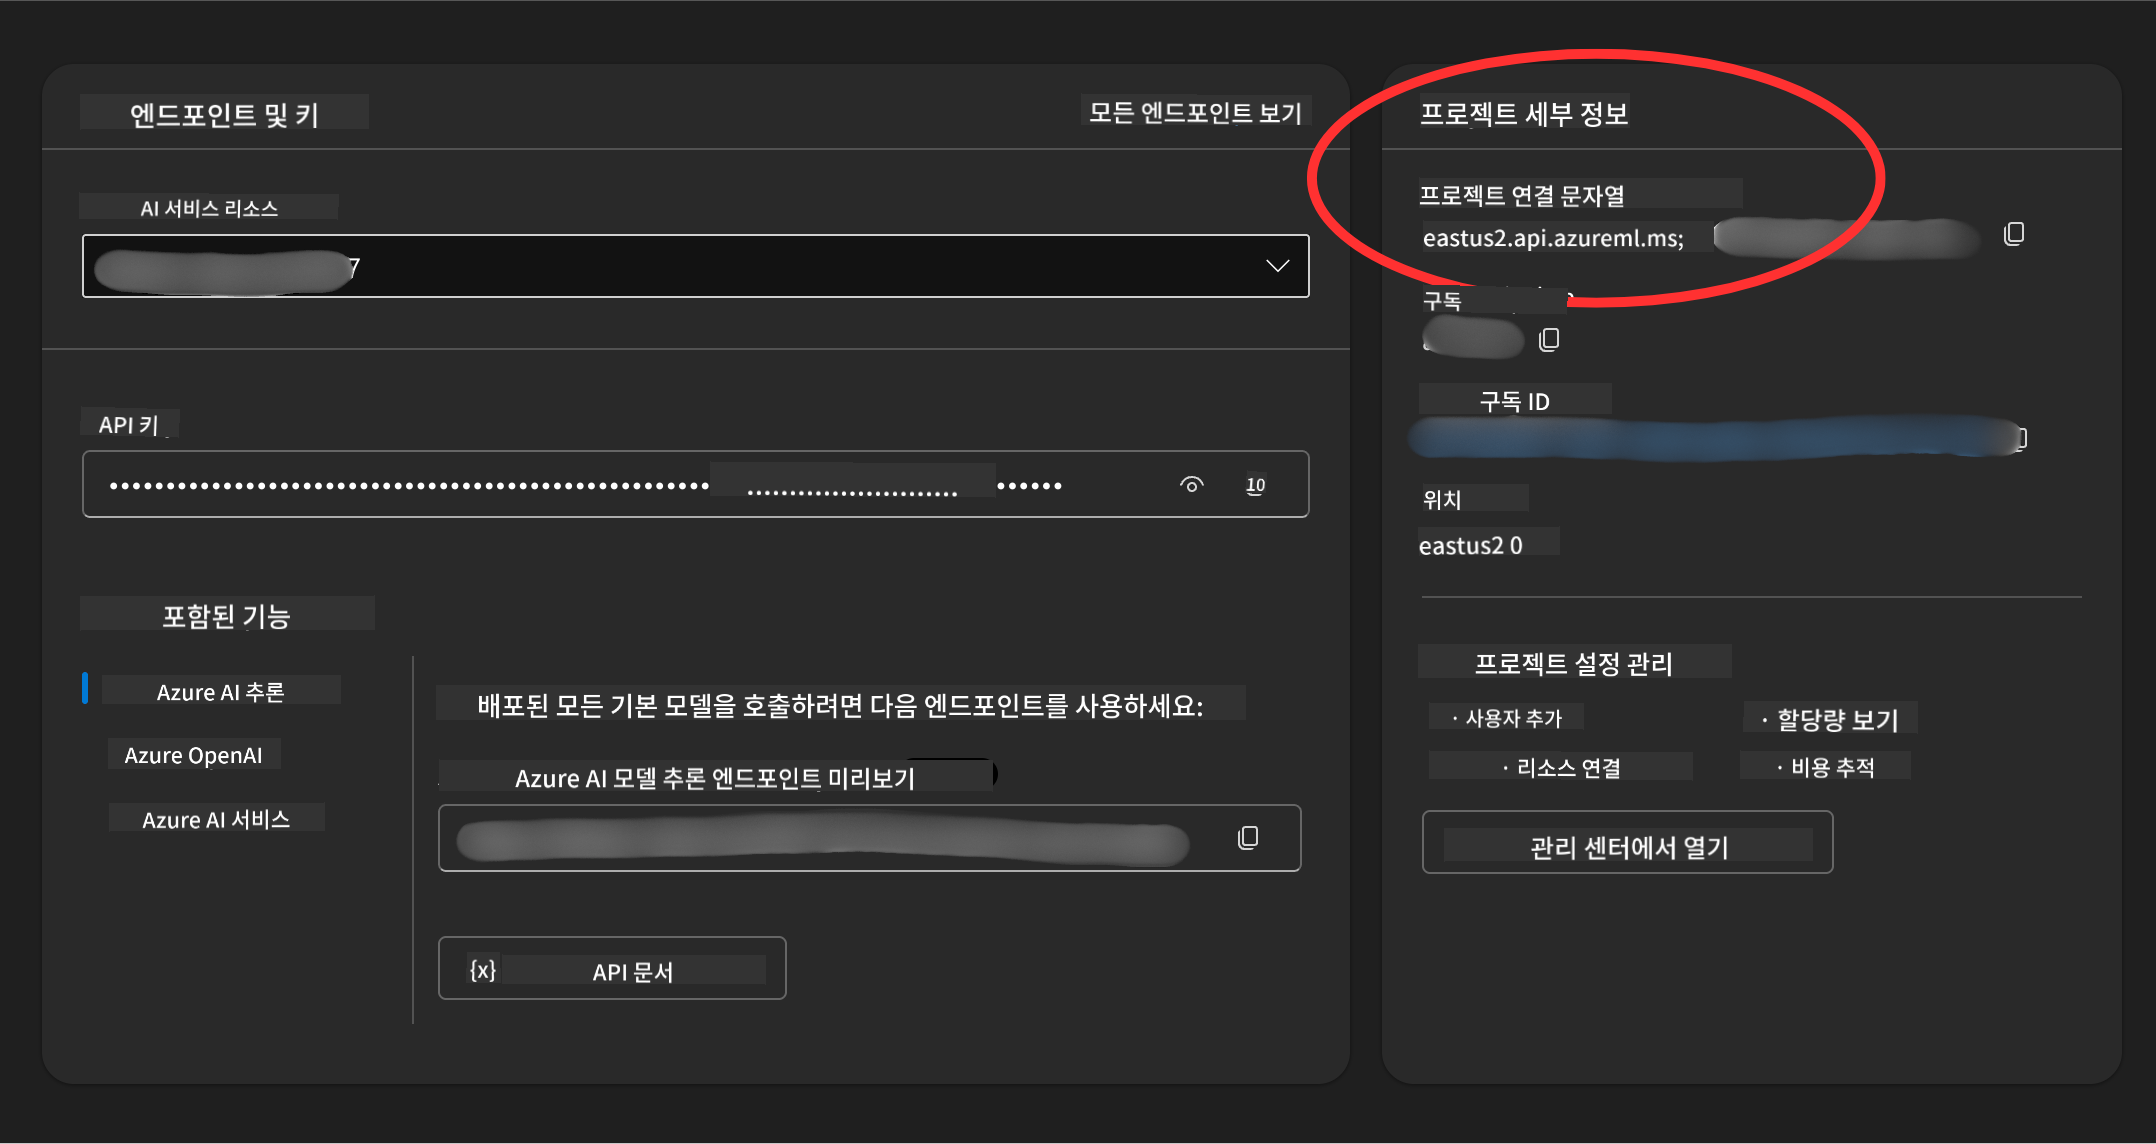 엔드포인트 및 키
모든 엔드포인트 보기
AI 서비스 리소스
7
API 키
10
포함된 기능
Azure AI 추론
Azure OpenAI
Azure AI 서비스
배포된 모든 기본 모델을 호출하려면 다음 엔드포인트를 사용하세요:
Azure AI 모델 추론 엔드포인트 미리보기
{x} API 문서
프로젝트 세부 정보
프로젝트 연결 문자열
eastus2.api.azureml.ms;
구독
구독 ID
위치
eastus2 0
프로젝트 설정 관리
· 사용자 추가
· 할당량 보기
· 리소스 연결
· 비용 추적
관리 센터에서 열기